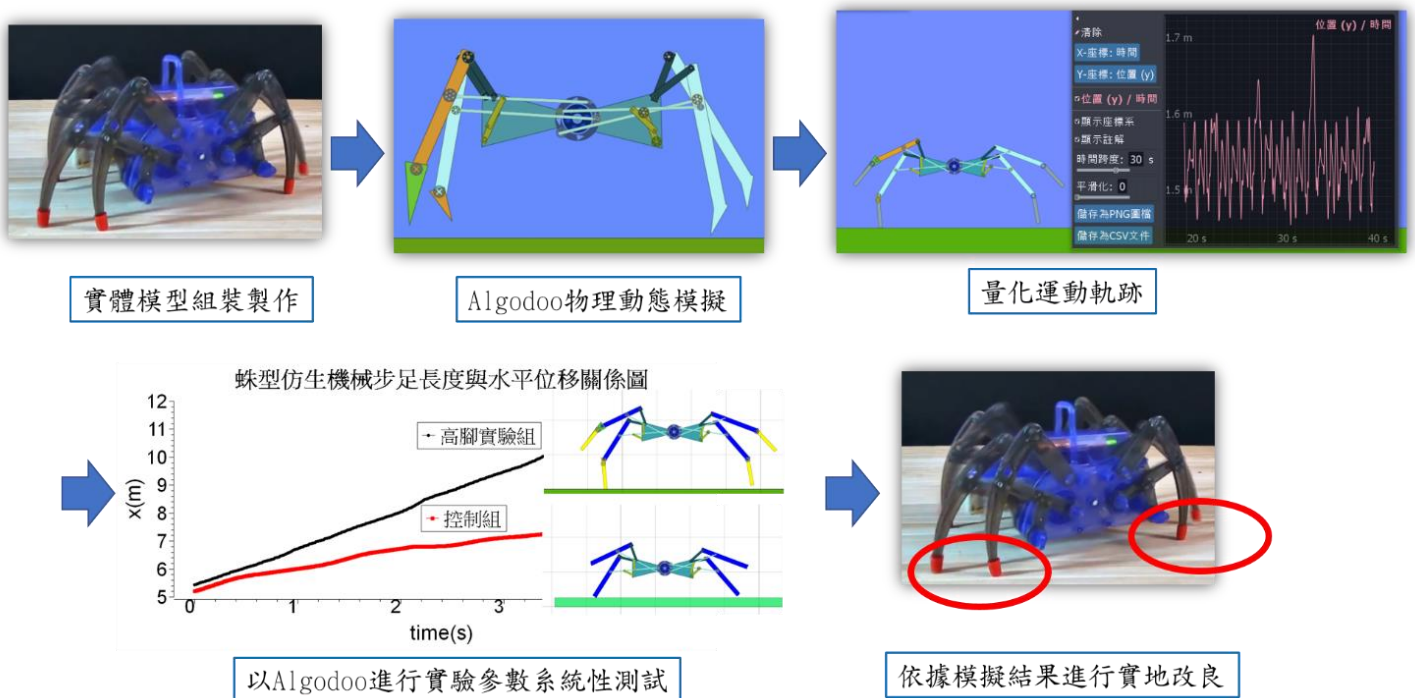 位置 (y) / 時間
清除
X-座標: 時間
Y-座標: 位置 (y)
位置 (y) / 時間
顯示座標系
顯示註解
時間跨度: 30 s
平滑化: 0
儲存為PNG圖檔
儲存為CSV文件
1.7 m
1.6 m
1.5 m
20 s
30 s
40 s
實體模型組裝製作
Algodoo物理動態模擬
量化運動軌跡
蛛型仿生機械步足長度與水平位移關係圖
12
11
10
9
8
7
6
5
x(m)
高腳實驗組
控制組
0
1
2
3
time(s)
以Algodoo進行實驗參數系統性測試
依據模擬結果進行實地改良